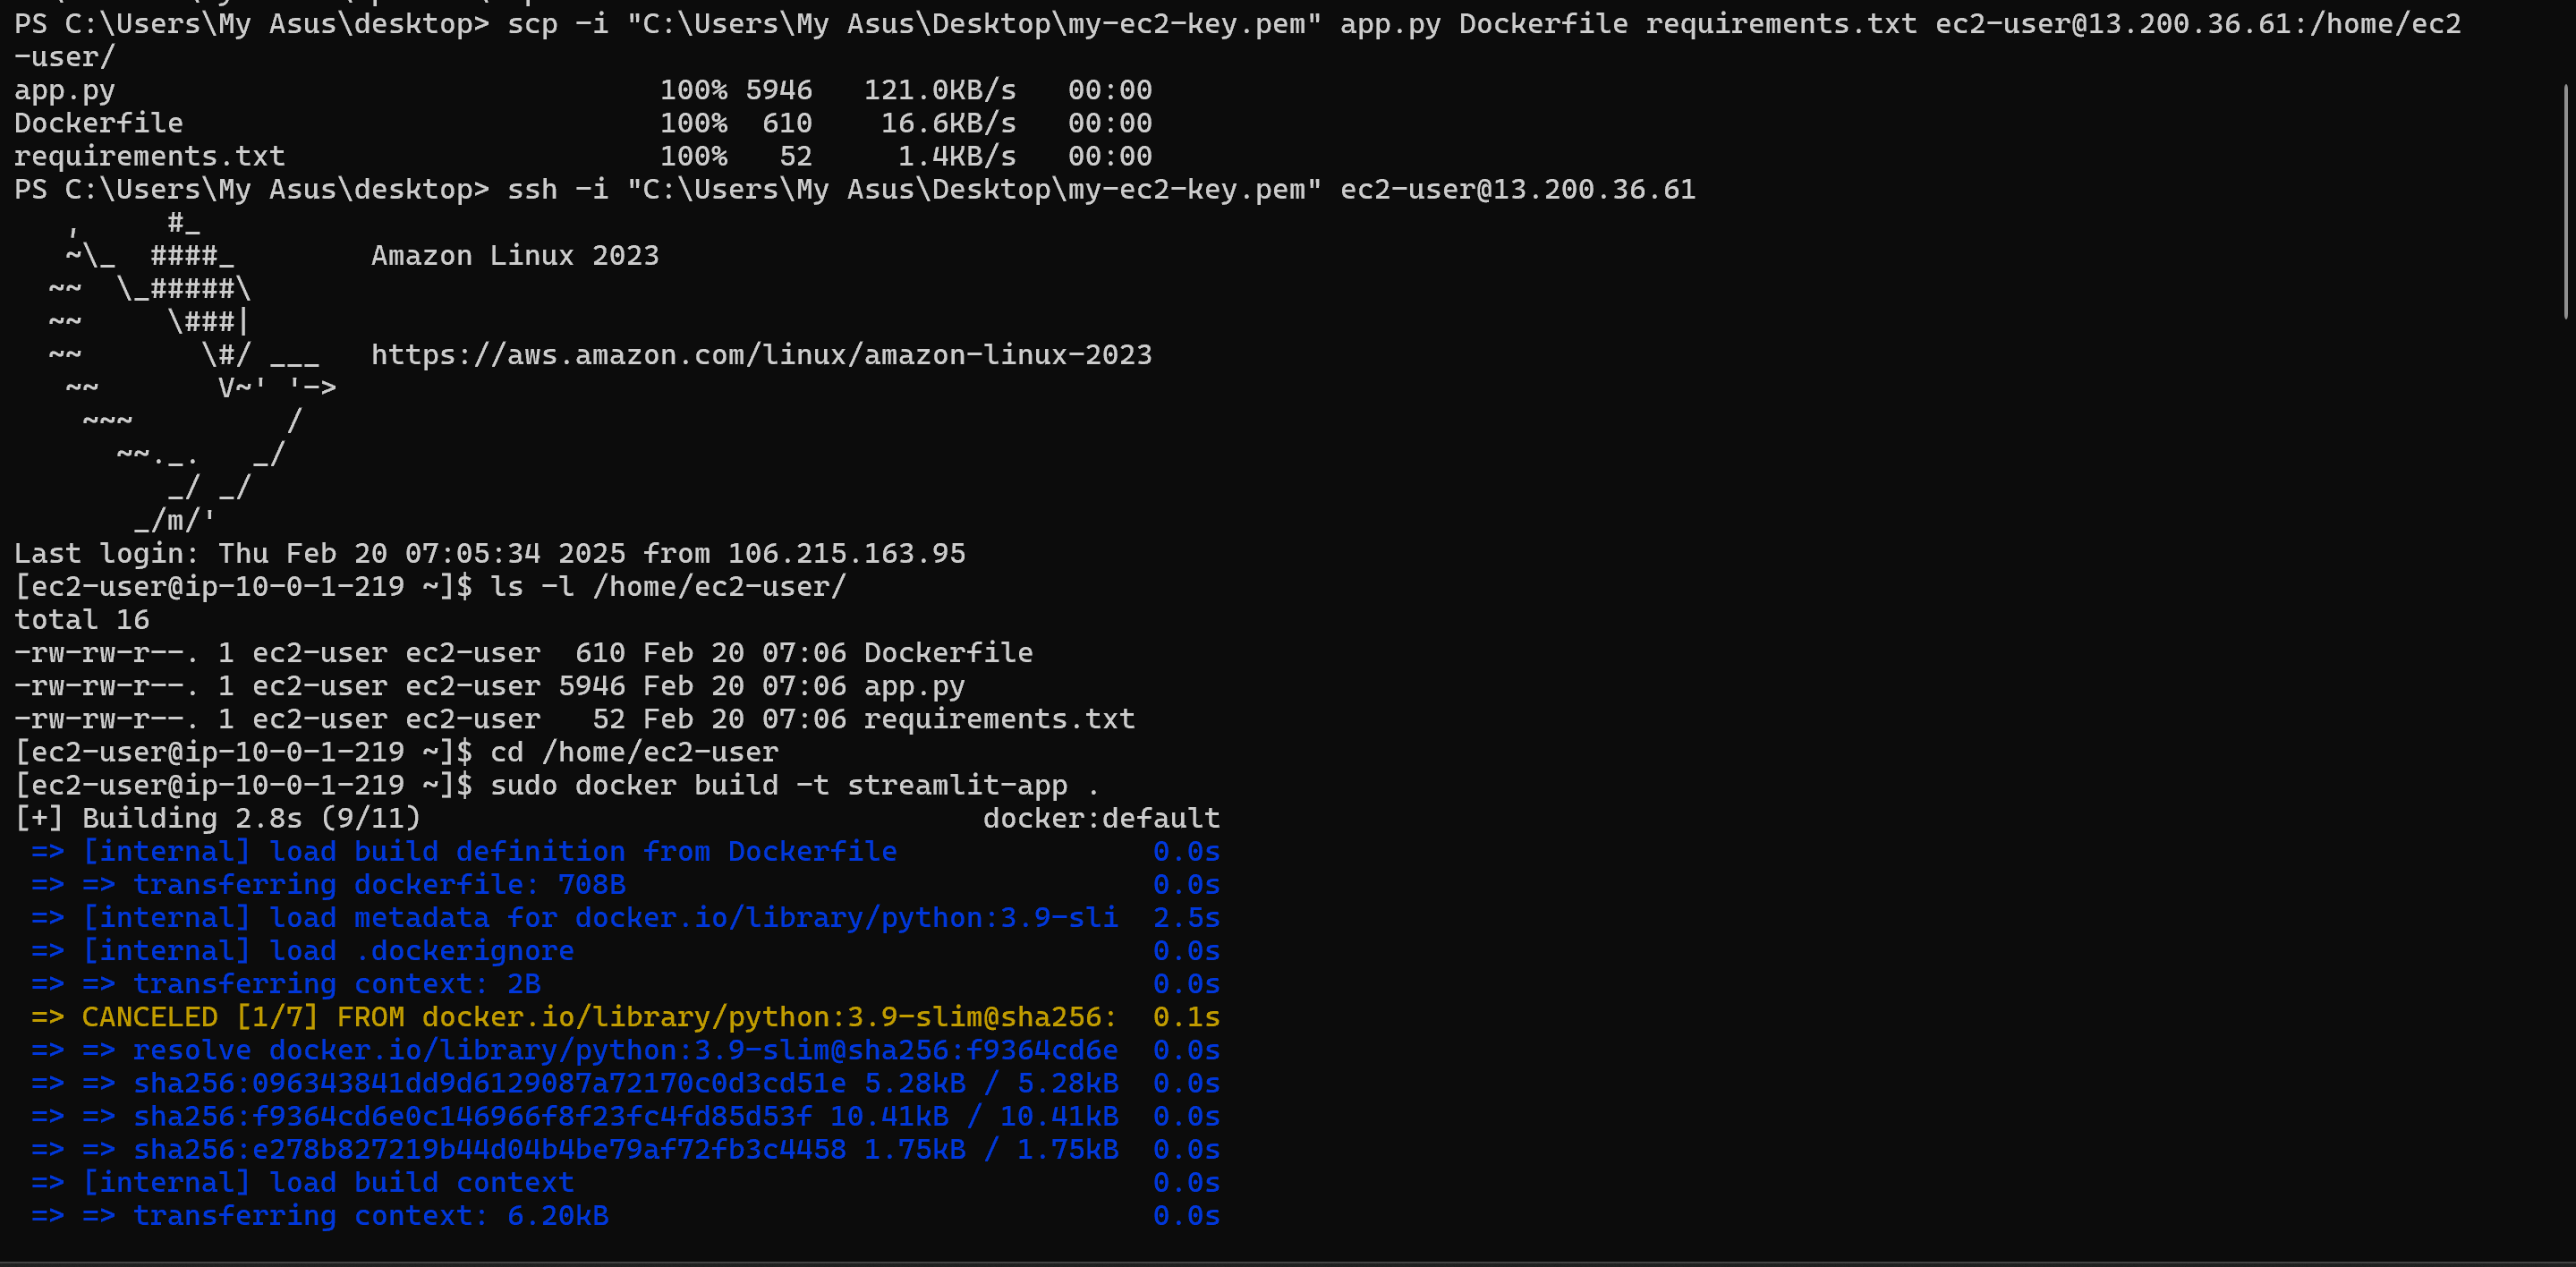 PS C:\Users\My Asus\desktop> scp -i "C:\Users\My Asus\Desktop\my-ec2-key.pem" app.py Dockerfile requirements.txt ec2-user@13.200.36.61:/home/ec2
-user/
app.py                                100% 5946   121.0KB/s   00:00
Dockerfile                            100%  610    16.6KB/s   00:00
requirements.txt                      100%   52     1.4KB/s   00:00
PS C:\Users\My Asus\desktop> ssh -i "C:\Users\My Asus\Desktop\my-ec2-key.pem" ec2-user@13.200.36.61
   ,     #_
   ~\_  ####_        Amazon Linux 2023
  ~~  \_#####\
  ~~     \###|
  ~~       \#/ ___   https://aws.amazon.com/linux/amazon-linux-2023
   ~~       V~' '->
    ~~~         /
      ~~._.   _/
         _/ _/
       _/m/'
Last login: Thu Feb 20 07:05:34 2025 from 106.215.163.95
[ec2-user@ip-10-0-1-219 ~]$ ls -l /home/ec2-user/
total 16
-rw-rw-r--. 1 ec2-user ec2-user  610 Feb 20 07:06 Dockerfile
-rw-rw-r--. 1 ec2-user ec2-user 5946 Feb 20 07:06 app.py
-rw-rw-r--. 1 ec2-user ec2-user   52 Feb 20 07:06 requirements.txt
[ec2-user@ip-10-0-1-219 ~]$ cd /home/ec2-user
[ec2-user@ip-10-0-1-219 ~]$ sudo docker build -t streamlit-app .
[+] Building 2.8s (9/11)                                 docker:default
 => [internal] load build definition from Dockerfile               0.0s
 => => transferring dockerfile: 708B                               0.0s
 => [internal] load metadata for docker.io/library/python:3.9-sli  2.5s
 => [internal] load .dockerignore                                  0.0s
 => => transferring context: 2B                                    0.0s
 => CANCELED [1/7] FROM docker.io/library/python:3.9-slim@sha256:  0.1s
 => => resolve docker.io/library/python:3.9-slim@sha256:f9364cd6e  0.0s
 => => sha256:096343841dd9d6129087a72170c0d3cd51e 5.28kB / 5.28kB  0.0s
 => => sha256:f9364cd6e0c146966f8f23fc4fd85d53f 10.41kB / 10.41kB  0.0s
 => => sha256:e278b827219b44d04b4be79af72fb3c4458 1.75kB / 1.75kB  0.0s
 => [internal] load build context                                  0.0s
 => => transferring context: 6.20kB                                0.0s